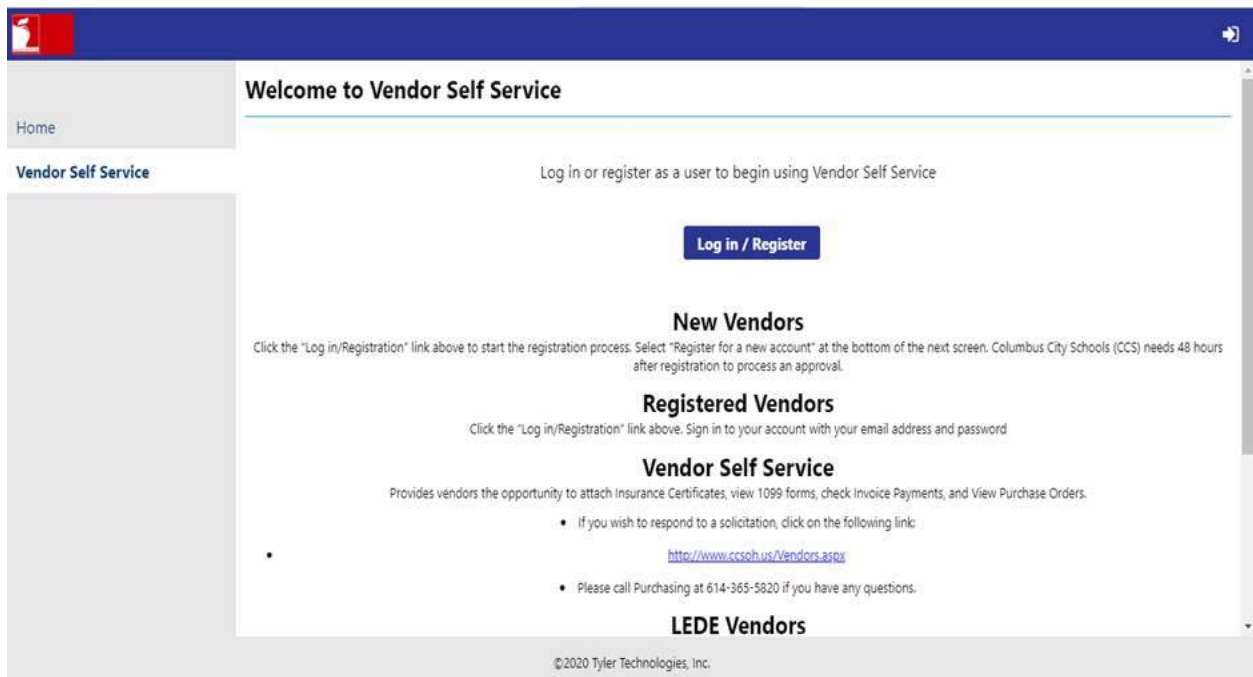 Welcome to Vendor Self Service
Home
Vendor Self Service
Log in or register as a user to begin using Vendor Self Service
Log in / Register
New Vendors
Click the "Log in/Registration" link above to start the registration process. Select "Register for a new account" at the bottom of the next screen. Columbus City Schools (CCS) needs 48 hours
after registration to process an approval.
Registered Vendors
Click the "Log in/Registration" link above. Sign in to your account with your email address and password
Vendor Self Service
Provides vendors the opportunity to attach Insurance Certificates, view 1099 forms, check Invoice Payments, and View Purchase Orders.
• If you wish to respond to a solicitation, click on the following link:
• http://www.ccsoh.us/Vendors.aspx
• Please call Purchasing at 614-365-5820 if you have any questions.
LEDE Vendors
©2020 Tyler Technologies, Inc.